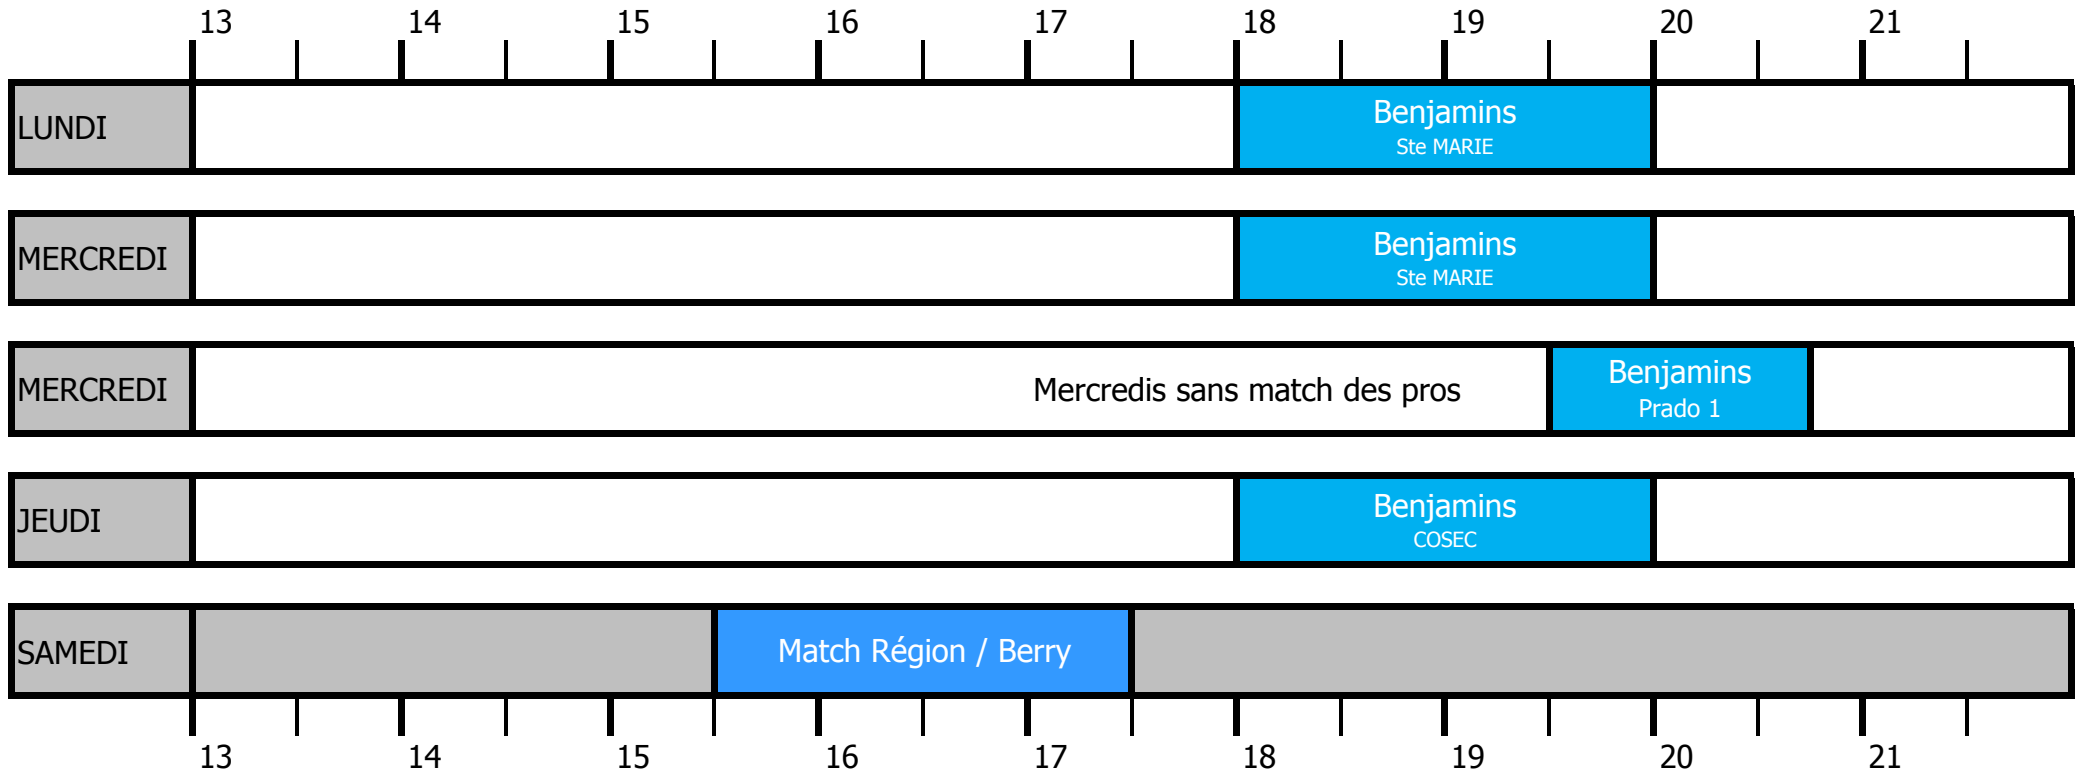 13 14 15 16 17 18 19 20 21
LUNDI
Benjamins
Ste MARIE
MERCREDI
Benjamins
Ste MARIE
MERCREDI
Mercredis sans match des pros
Benjamins
Prado 1
JEUDI
Benjamins
COSEC
SAMEDI
Match Région / Berry
13 14 15 16 17 18 19 20 21